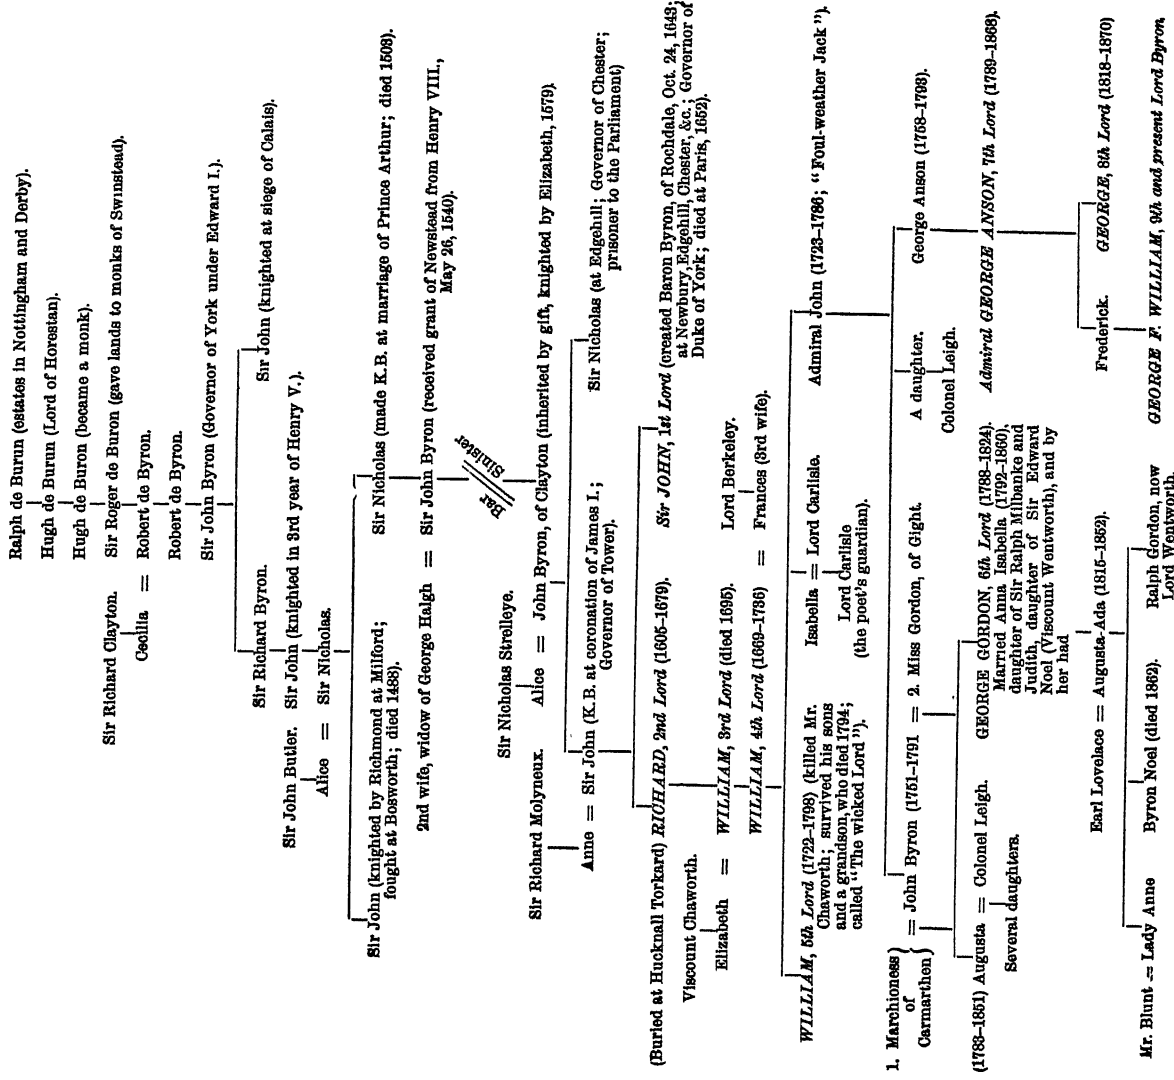 Ralph de Burun (estates in Nottingham and Derby).
Hugh de Burun (Lord of Horestan).
Hugh de Buron (became a monk).
Sir Richard Clayton. Sir Roger de Buron (gave lands to monks of Swinstead).
Cecilia = Robert de Byron.
Robert de Byron.
Sir John Byron (Governor of York under Edward I.).
Sir Richard Byron. Sir John (knighted at siege of Calais).
Sir John Butler. Sir John (knighted in 3rd year of Henry V.).
Alice = Sir Nicholas.
Sir John (knighted by Richmond at Milford;
fought at Bosworth; died 1488).
Sir Nicholas (made K.B. at marriage of Prince Arthur; died 1503).
2nd wife, widow of George Halgh = Sir John Byron (received grant of Newstead from Henry VIII.,
May 26, 1540).
Bar Sinister
Sir Nicholas Strelleye.
Sir Richard Molyneux. Alice = John Byron, of Clayton (inherited by gift, knighted by Elizabeth, 1579).
Anne = Sir John (K.B. at coronation of James I.;
Governor of Tower).
Sir Nicholas (at Edgehill; Governor of Chester;
prisoner to the Parliament)
(Buried at Hucknall Torkard) RICHARD, 2nd Lord (1605–1679)
Sir JOHN, 1st Lord (created Baron Byron, of Rochdale, Oct. 24, 1643;
at Newbury, Edgehill, Chester, &c.; Governor of
Duke of York; died at Paris, 1652).
Viscount Chaworth.
Elizabeth = WILLIAM, 3rd Lord (died 1695). Lord Berkeley.
WILLIAM, 4th Lord (1669–1736) = Frances (3rd wife).
WILLIAM, 5th Lord (1722–1798) (killed Mr.
Chaworth; survived his sons
and a grandson, who died 1794;
called "The wicked Lord").
Isabella = Lord Carlisle.
Lord Carlisle
(the poet's guardian).
Admiral John (1723–1786; "Foul-weather Jack").
1. Marchioness
of
Carmarthen
= John Byron (1751–1791 = 2. Miss Gordon, of Gight
A daughter.
Colonel Leigh.
George Anson (1758–1793).
(1783–1851) Augusta = Colonel Leigh.
Several daughters.
GEORGE GORDON, 6th Lord (1788–1824).
Married Anna Isabella (1792–1860),
daughter of Sir Ralph Milbanke and
Judith, daughter of Sir Edward
Noel (Viscount Wentworth), and by
her had
Admiral GEORGE ANSON, 7th Lord (1789–1868).
Earl Lovelace = Augusta-Ada (1815–1852).
Frederick. GEORGE, 8th Lord (1818–1870)
Mr. Blunt = Lady Anne Byron Noel (died 1862). Ralph Gordon, now
Lord Wentworth.
GEORGE F. WILLIAM, 9th and present Lord Byron.